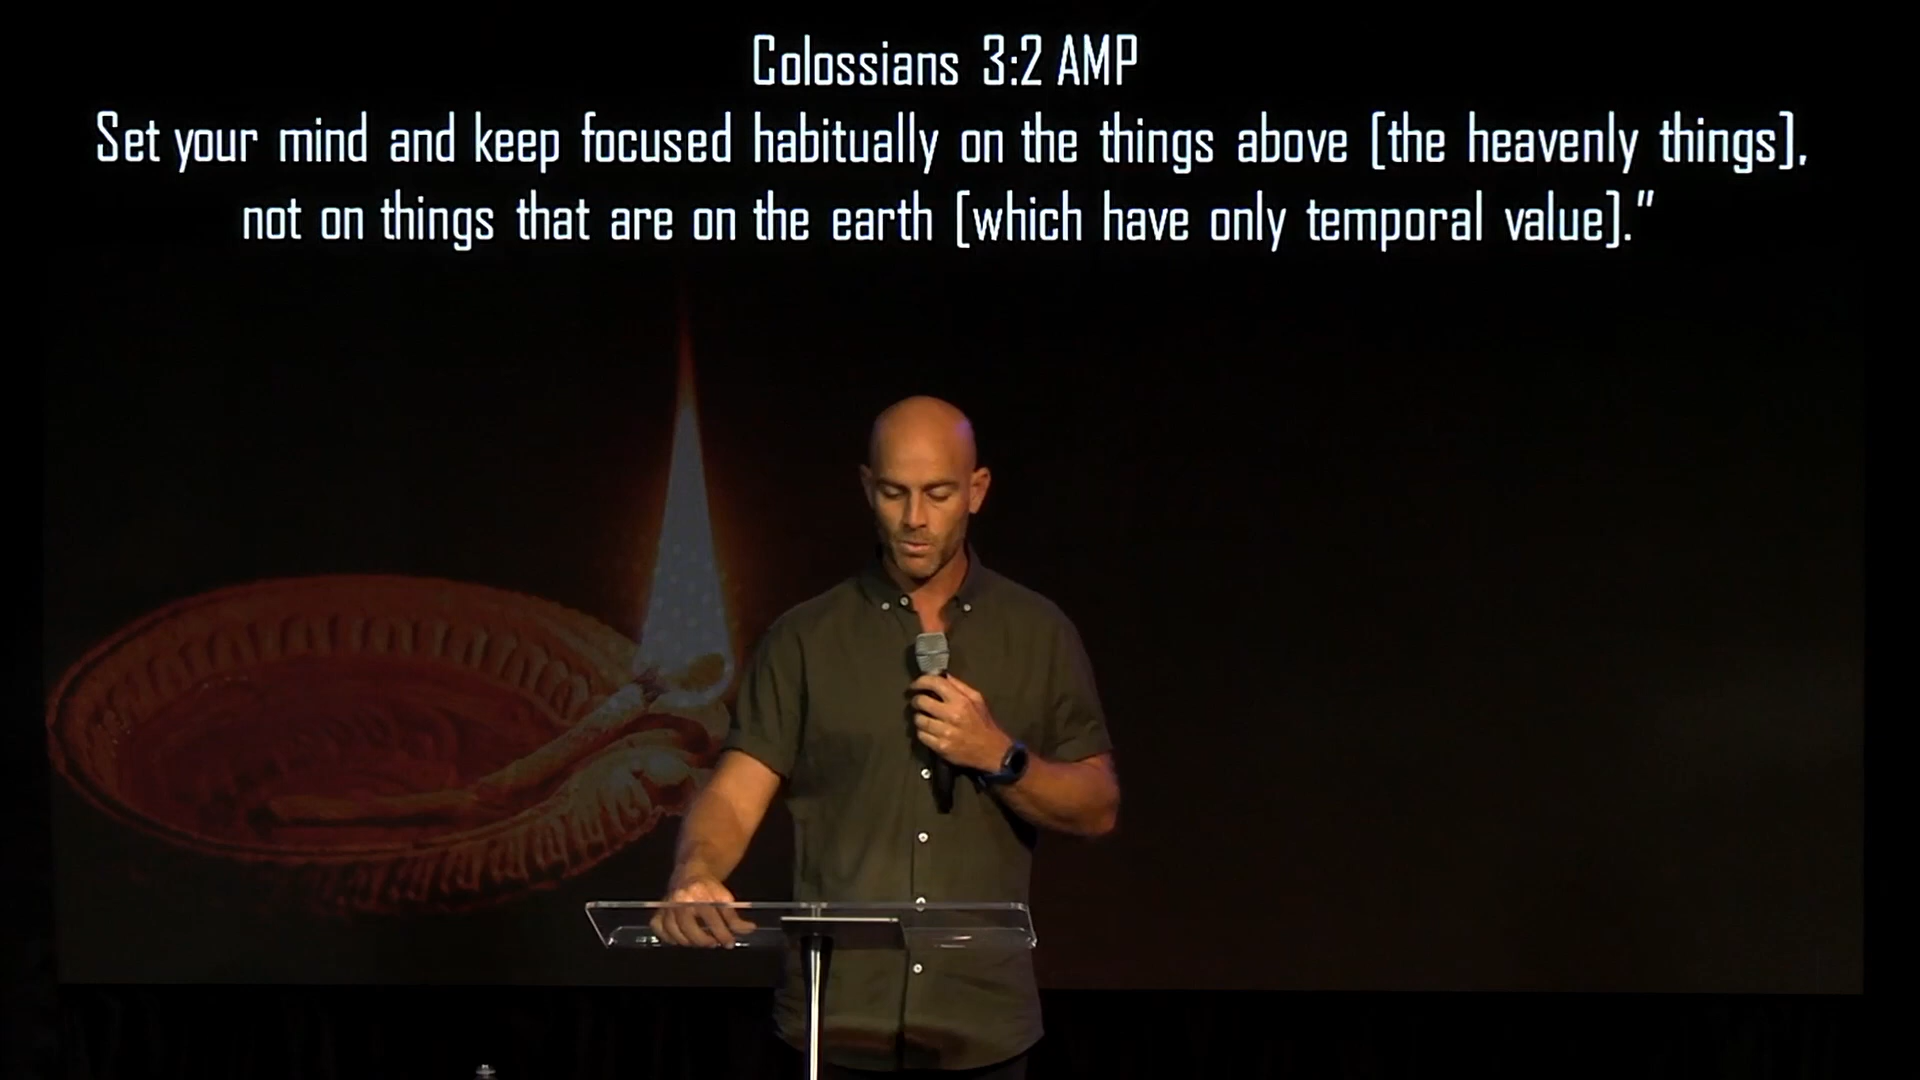 Colossians 3:2 AMP
Set your mind and keep focused habitually on the things above [the heavenly things],
not on things that are on the earth [which have only temporal value].”